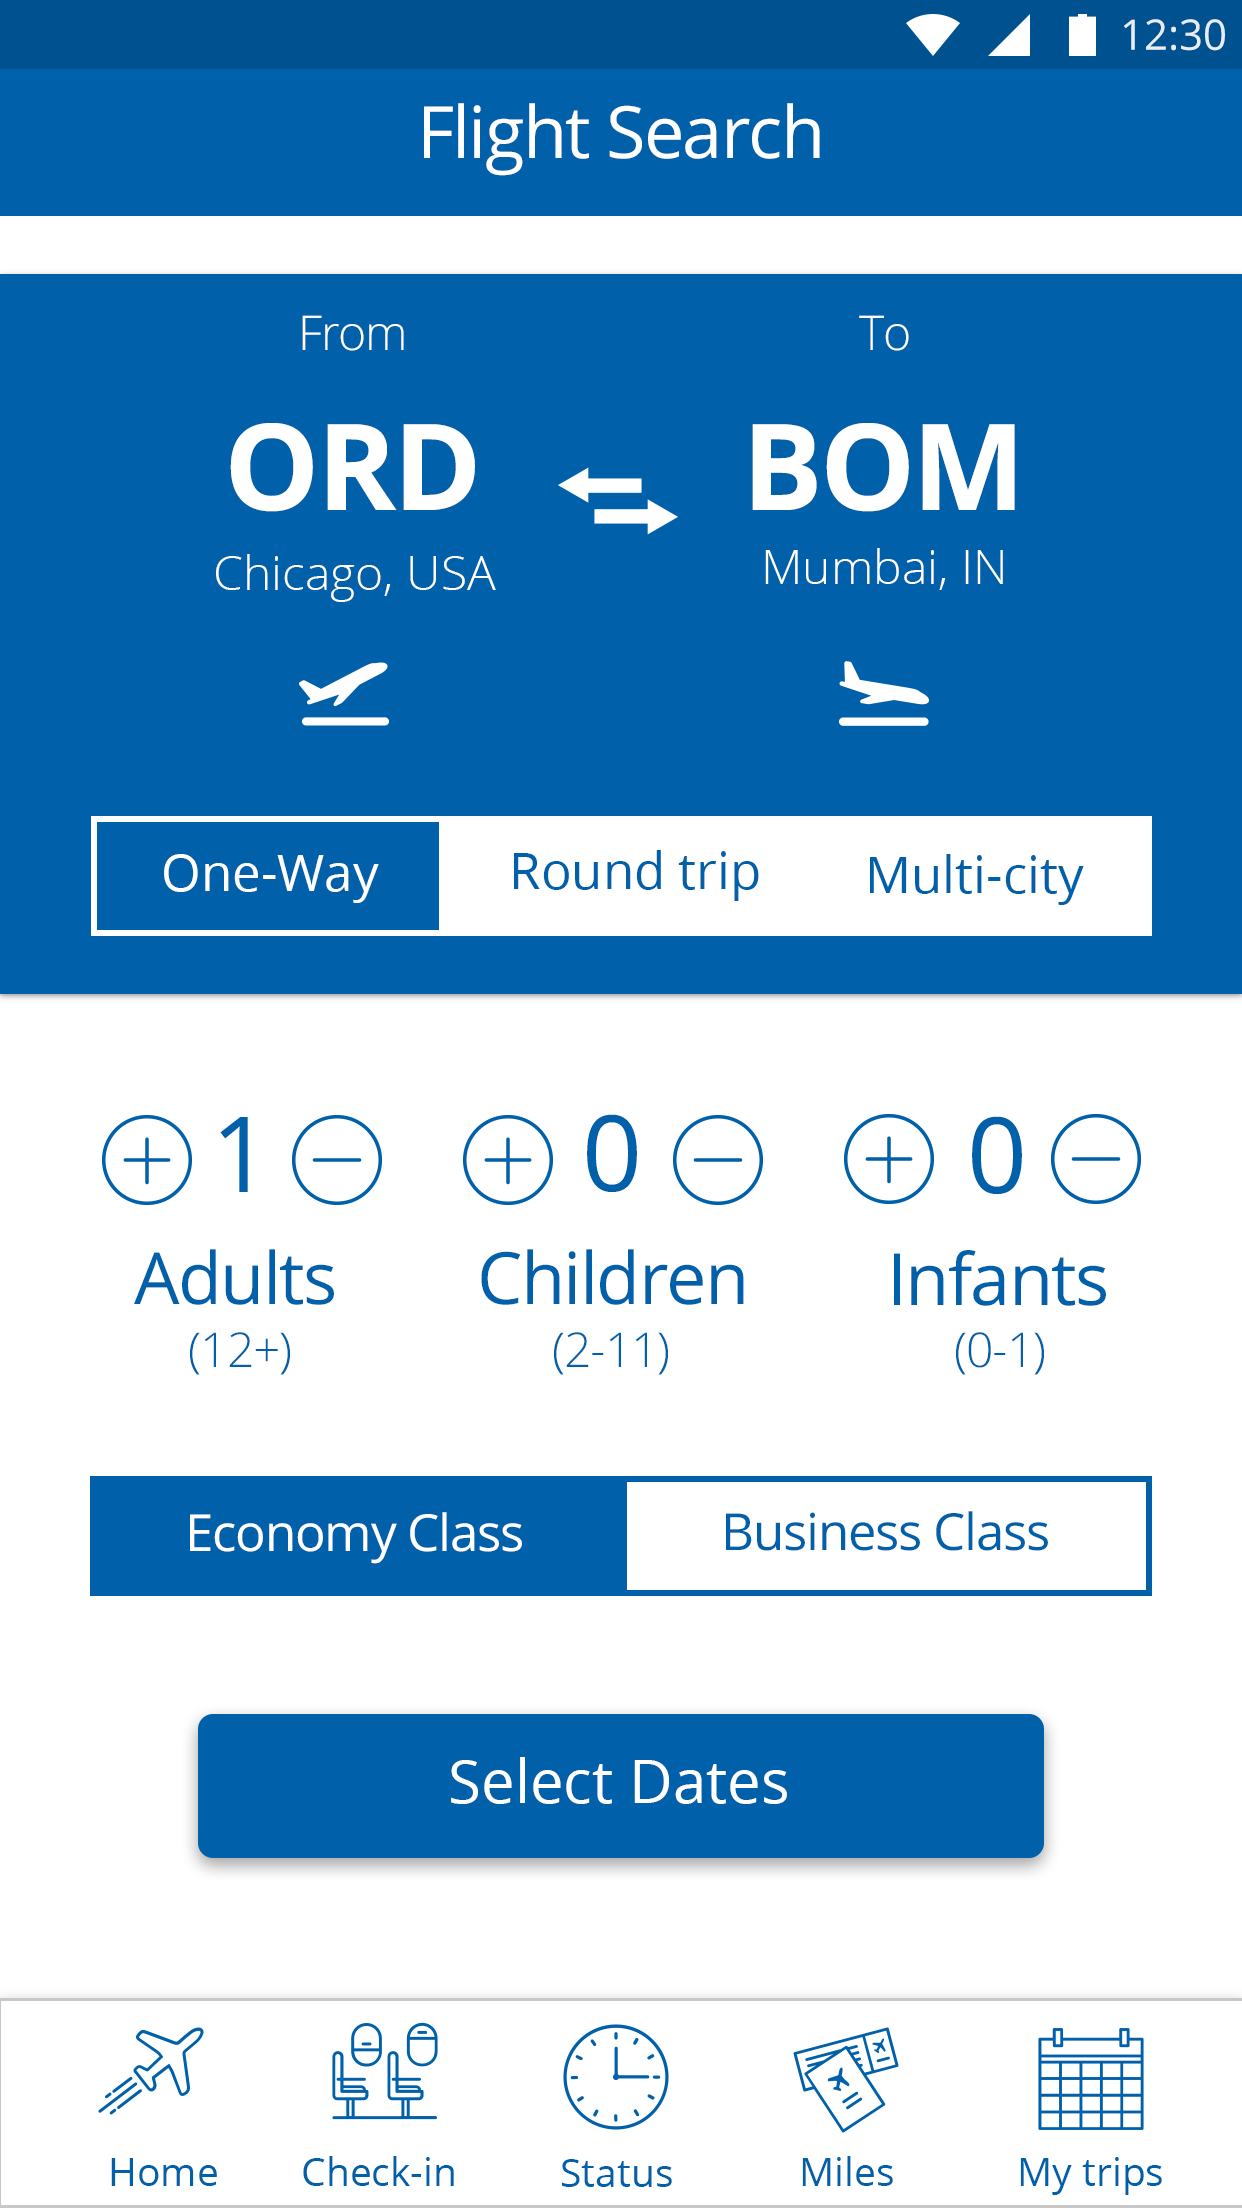 12:30
Flight Search
From
To
ORD
BOM
Chicago, USA
Mumbai, IN
One-Way
Round trip
Multi-city
1
0
0
Adults
Children
Infants
(12+)
(2-11)
(0-1)
Economy Class
Business Class
Select Dates
Home
Check-in
Status
Miles
My trips